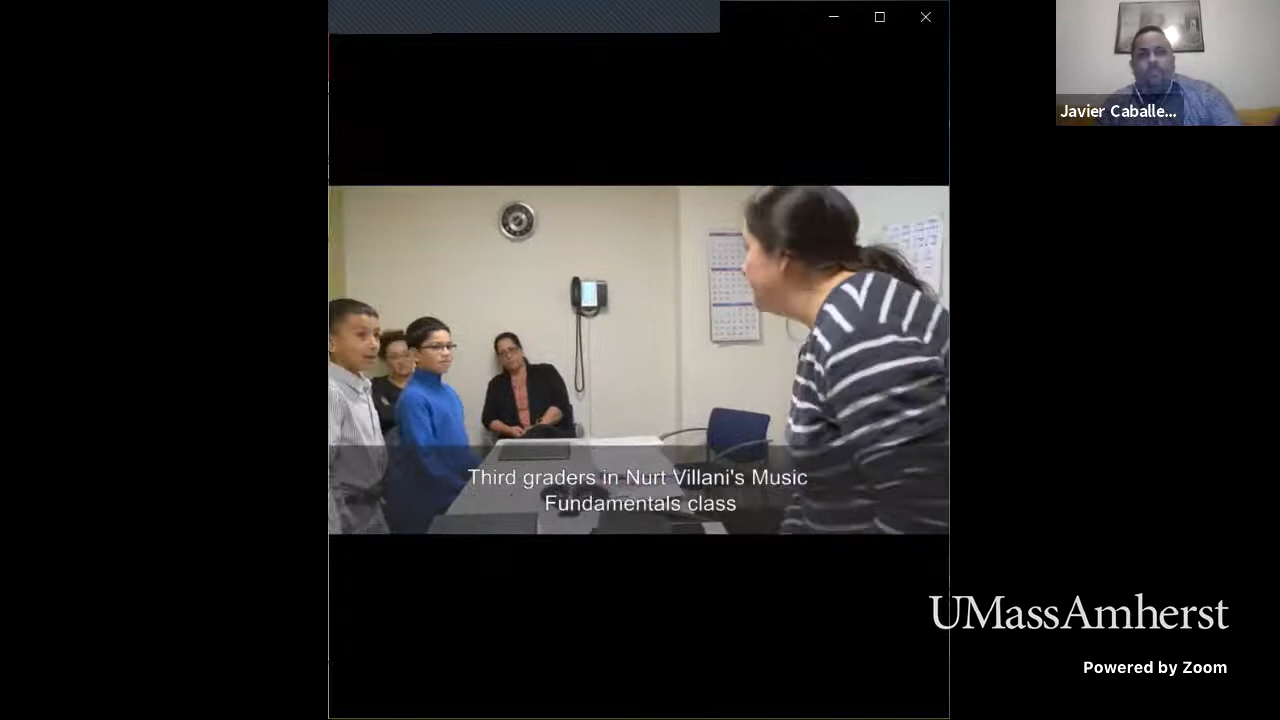 Javier Caballe...
Third graders in Nurt Villani's Music
Fundamentals class
UMassAmherst
Powered by Zoom